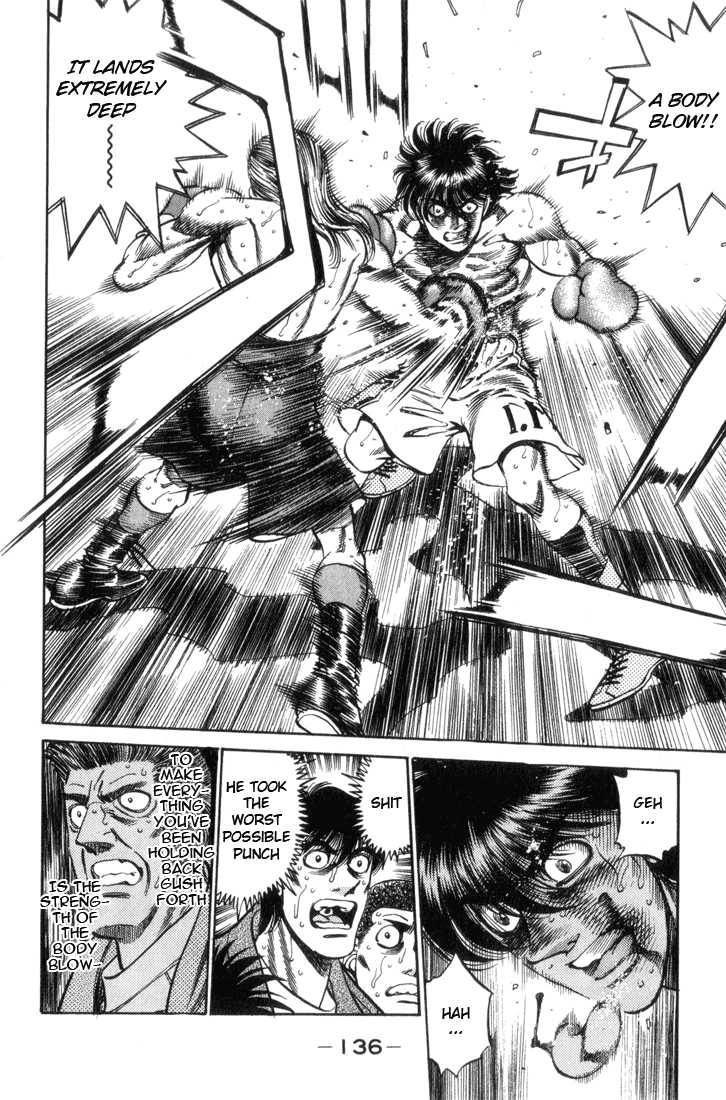 A BODY
BLOW!!
IT LANDS
EXTREMELY
DEEP
I.M
GEH
...
HAH
...
SHIT
HE TOOK
THE
WORST
POSSIBLE
PUNCH
TO
MAKE
EVERY-
THING
YOU'VE
BEEN
HOLDING
BACK
GUSH
FORTH
IS THE
STRENG-
TH OF
THE
BODY
BLOW-
-136-